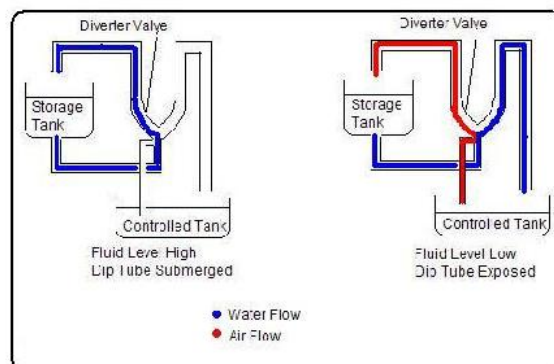 Diverter Valve
Storage
Tank
Controlled Tank
Fluid Level High
Dip Tube Submerged
Diverter Valve
Storage
Tank
Controlled Tank
Fluid Level Low
Dip Tube Exposed
Water Flow
Air Flow